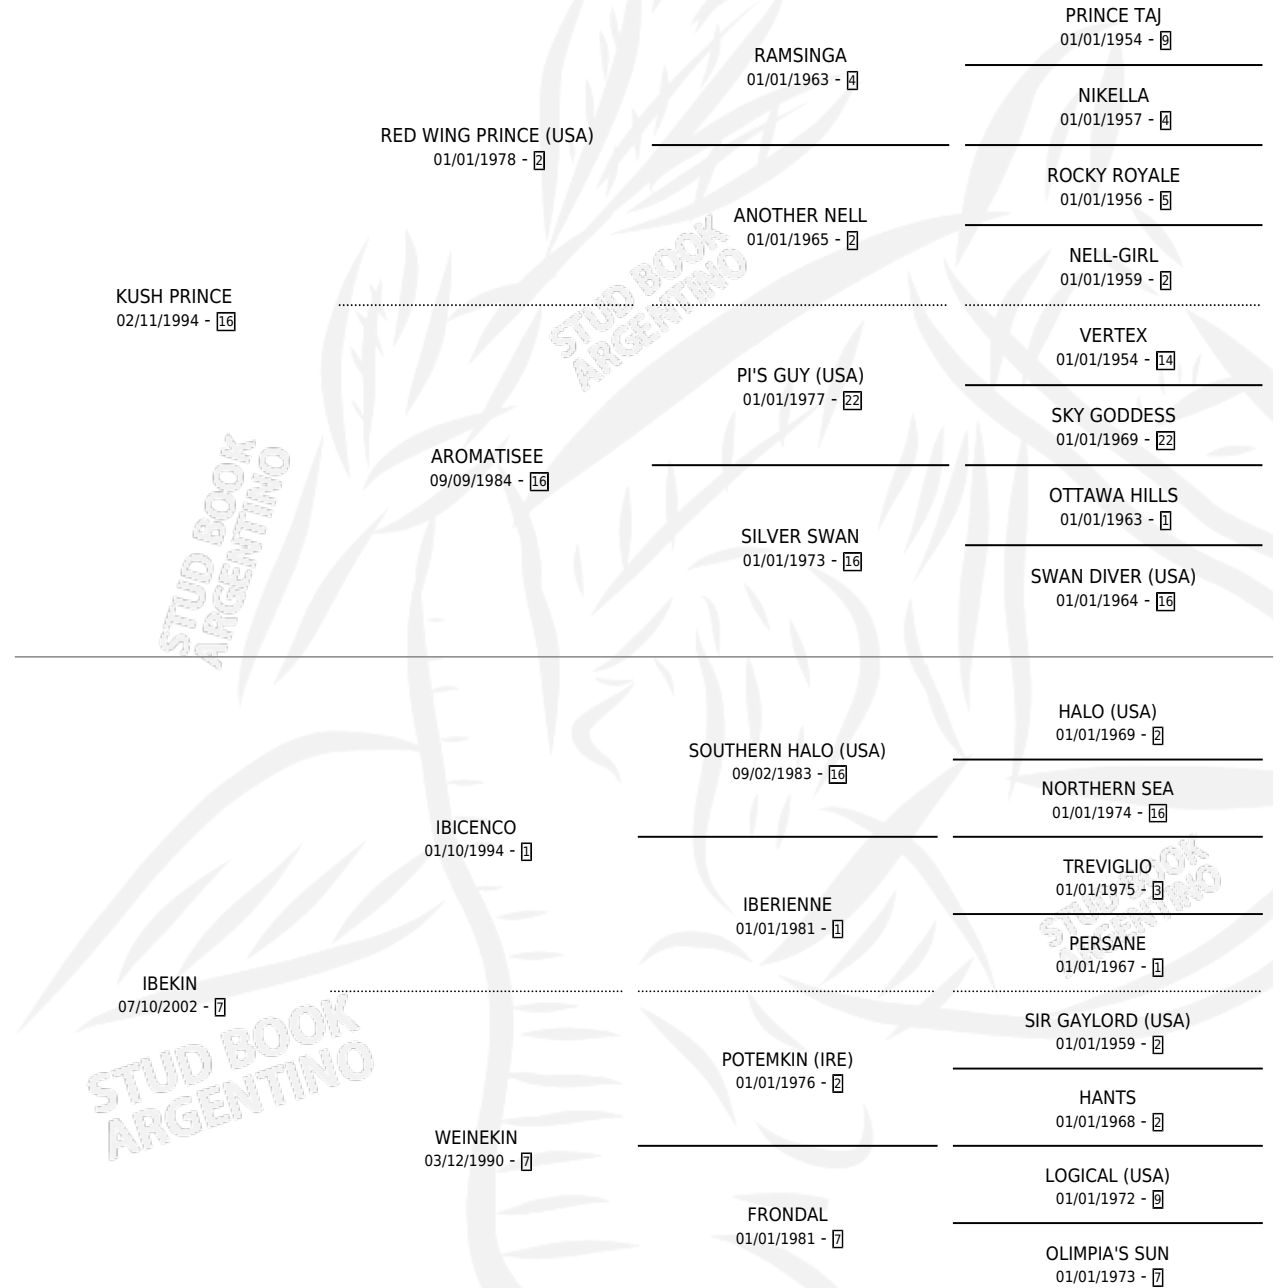 PRINCE TAJ
01/01/1954 - 9
RAMSINGA
01/01/1963 - 4
NIKELLA
01/01/1957 - 4
RED WING PRINCE (USA)
01/01/1978 - 2
ROCKY ROYALE
01/01/1956 - 5
ANOTHER NELL
01/01/1965 - 2
NELL-GIRL
01/01/1959 - 2
KUSH PRINCE
02/11/1994 - 16
VERTEX
01/01/1954 - 14
PI'S GUY (USA)
01/01/1977 - 22
SKY GODDESS
01/01/1969 - 22
AROMATISEE
09/09/1984 - 16
OTTAWA HILLS
01/01/1963 - 1
SILVER SWAN
01/01/1973 - 16
SWAN DIVER (USA)
01/01/1964 - 16
STUD BOOK
ARGENTINO
STUD BOOK
ARGENTINO
HALO (USA)
01/01/1969 - 2
SOUTHERN HALO (USA)
09/02/1983 - 16
NORTHERN SEA
01/01/1974 - 16
IBICENCO
01/10/1994 - 1
TREVIGLIO
01/01/1975 - 3
IBERIENNE
01/01/1981 - 1
PERSANE
01/01/1967 - 1
IBEKIN
07/10/2002 - 7
SIR GAYLORD (USA)
01/01/1959 - 2
POTEMKIN (IRE)
01/01/1976 - 2
HANTS
01/01/1968 - 2
WEINEKIN
03/12/1990 - 7
LOGICAL (USA)
01/01/1972 - 9
FRONDAL
01/01/1981 - 7
OLIMPIA'S SUN
01/01/1973 - 7
STUD BOOK
ARGENTINO
STUD BOOK
ARGENTINO